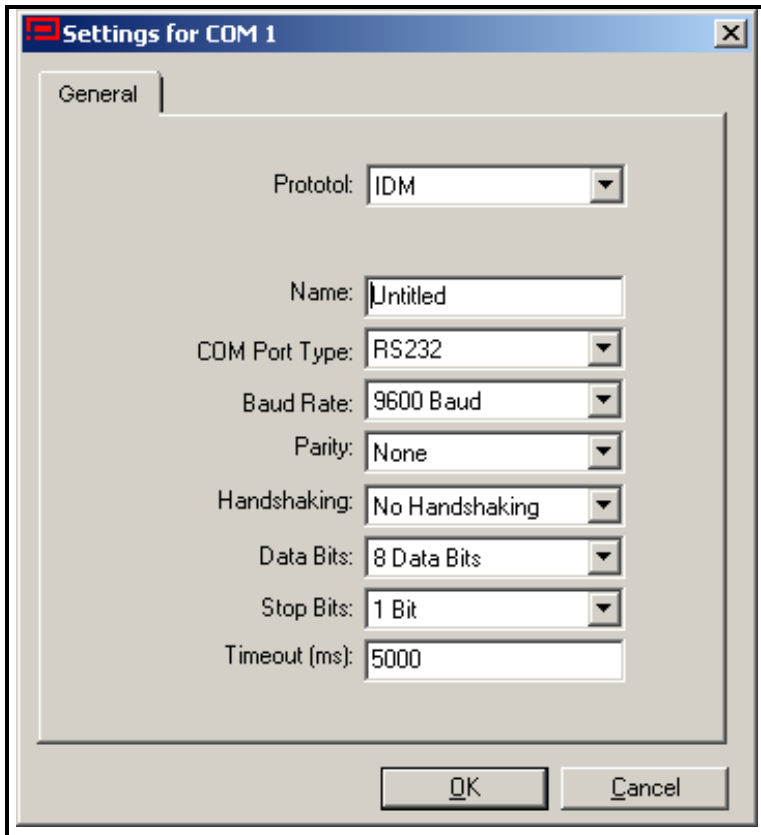 Settings for COM 1
General
Prototol: IDM
Name: Untitled
COM Port Type: RS232
Baud Rate: 9600 Baud
Parity: None
Handshaking: No Handshaking
Data Bits: 8 Data Bits
Stop Bits: 1 Bit
Timeout (ms): 5000
OK Cancel